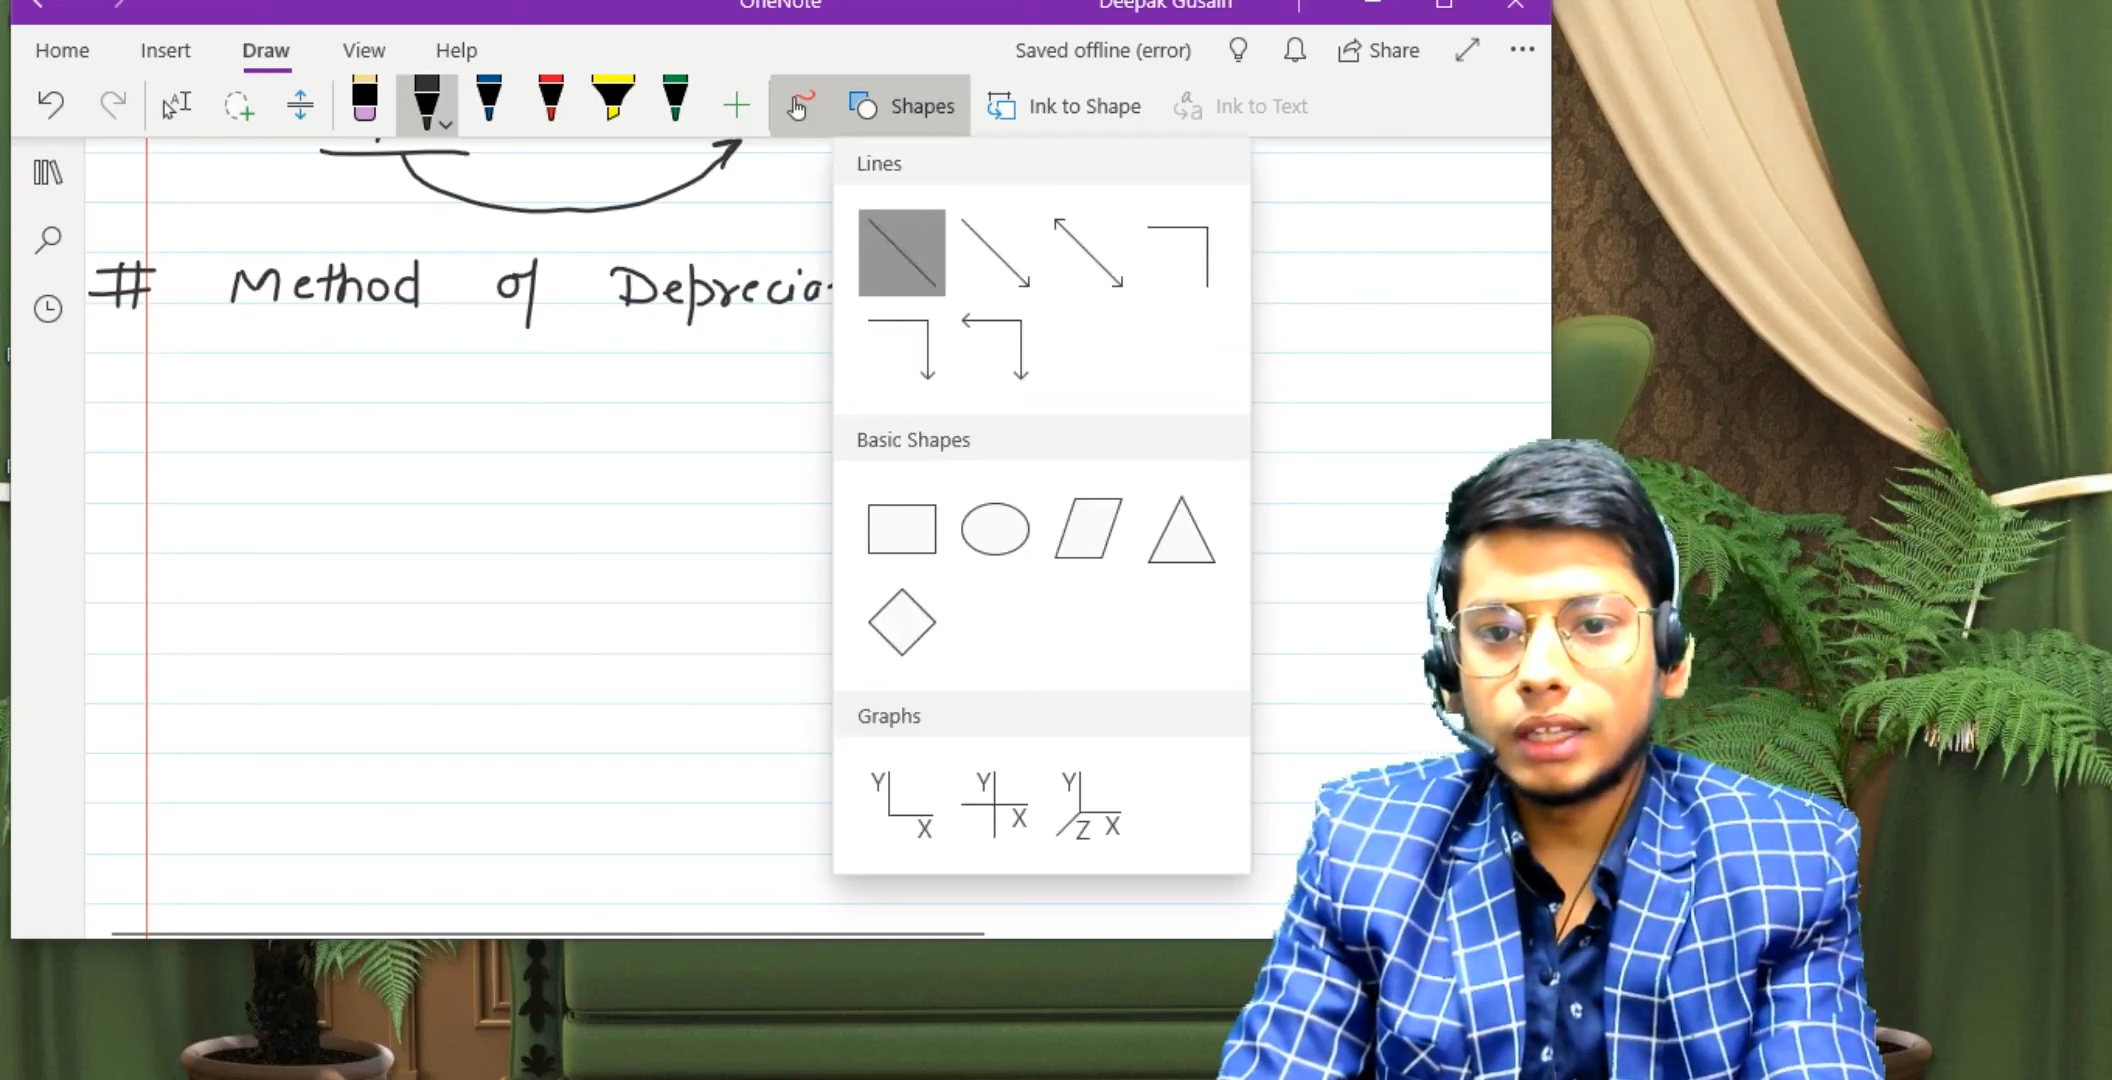 OneNote
Deepak Gusain
Home Insert Draw View Help
Saved offline (error) Share
Shapes Ink to Shape Ink to Text
Lines
# Method of
Basic Shapes
Graphs
Y X Y X Y Z X